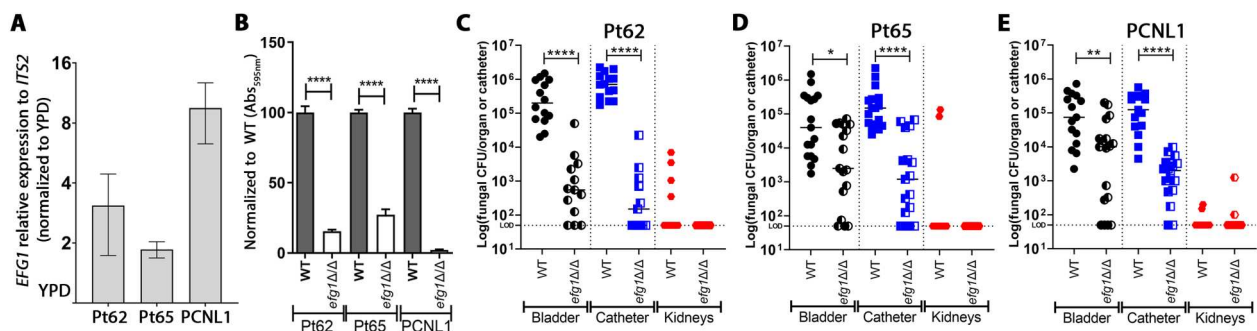 A
EFG1 relative expression to ITS2
(normalized to YPD)
16
8
4
2
YPD
Pt62 Pt65 PCNL1
B
Normalized to WT (Abs595nm)
150
100
50
0
**** **** ****
WT efg1Δ/Δ WT efg1Δ/Δ WT efg1Δ/Δ
Pt62 Pt65 PCNL1
C
Pt62
Log(fungal CFU/organ or catheter)
10^7
10^6
10^5
10^4
10^3
10^2
LOD
10^1
**** ****
WT efg1Δ/Δ WT efg1Δ/Δ WT efg1Δ/Δ
Bladder Catheter Kidneys
D
Pt65
Log(fungal CFU/organ or catheter)
10^7
10^6
10^5
10^4
10^3
10^2
LOD
10^1
* ****
WT efg1Δ/Δ WT efg1Δ/Δ WT efg1Δ/Δ
Bladder Catheter Kidneys
E
PCNL1
Log(fungal CFU/organ or catheter)
10^7
10^6
10^5
10^4
10^3
10^2
LOD
10^1
** ****
WT efg1Δ/Δ WT efg1Δ/Δ WT efg1Δ/Δ
Bladder Catheter Kidneys